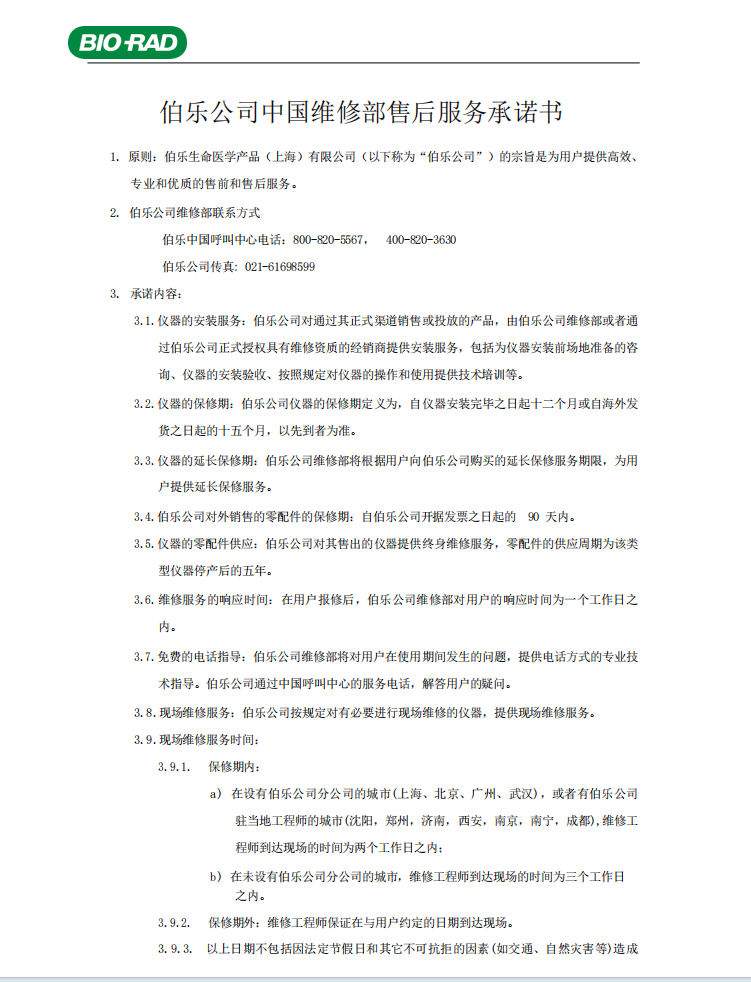 BIO-RAD
伯乐公司中国维修部售后服务承诺书
1. 原则：伯乐生命医学产品（上海）有限公司（以下称为“伯乐公司”）的宗旨是为用户提供高效、
专业和优质的售前和售后服务。
2. 伯乐公司维修部联系方式
伯乐中国呼叫中心电话：800-820-5567， 400-820-3630
伯乐公司传真: 021-61698599
3. 承诺内容：
3.1.仪器的安装服务：伯乐公司对通过其正式渠道销售或投放的产品，由伯乐公司维修部或者通
过伯乐公司正式授权具有维修资质的经销商提供安装服务，包括为仪器安装前场地准备的咨
询、仪器的安装验收、按照规定对仪器的操作和使用提供技术培训等。
3.2.仪器的保修期：伯乐公司仪器的保修期定义为，自仪器安装完毕之日起十二个月或自海外发
货之日起的十五个月，以先到者为准。
3.3.仪器的延长保修期：伯乐公司维修部将根据用户向伯乐公司购买的延长保修服务期限，为用
户提供延长保修服务。
3.4.伯乐公司对外销售的零配件的保修期：自伯乐公司开据发票之日起的 90 天内。
3.5.仪器的零配件供应：伯乐公司对其售出的仪器提供终身维修服务，零配件的供应周期为该类
型仪器停产后的五年。
3.6.维修服务的响应时间：在用户报修后，伯乐公司维修部对用户的响应时间为一个工作日之
内。
3.7.免费的电话指导：伯乐公司维修部将对用户在使用期间发生的问题，提供电话方式的专业技
术指导。伯乐公司通过中国呼叫中心的服务电话，解答用户的疑问。
3.8.现场维修服务：伯乐公司按规定对有必要进行现场维修的仪器，提供现场维修服务。
3.9.现场维修服务时间：
3.9.1. 保修期内：
a) 在设有伯乐公司分公司的城市(上海、北京、广州、武汉)，或者有伯乐公司
驻当地工程师的城市(沈阳，郑州，济南，西安，南京，南宁，成都),维修工
程师到达现场的时间为两个工作日之内；
b) 在未设有伯乐公司分公司的城市，维修工程师到达现场的时间为三个工作日
之内。
3.9.2. 保修期外：维修工程师保证在与用户约定的日期到达现场。
3.9.3. 以上日期不包括因法定节假日和其它不可抗拒的因素(如交通、自然灾害等)造成